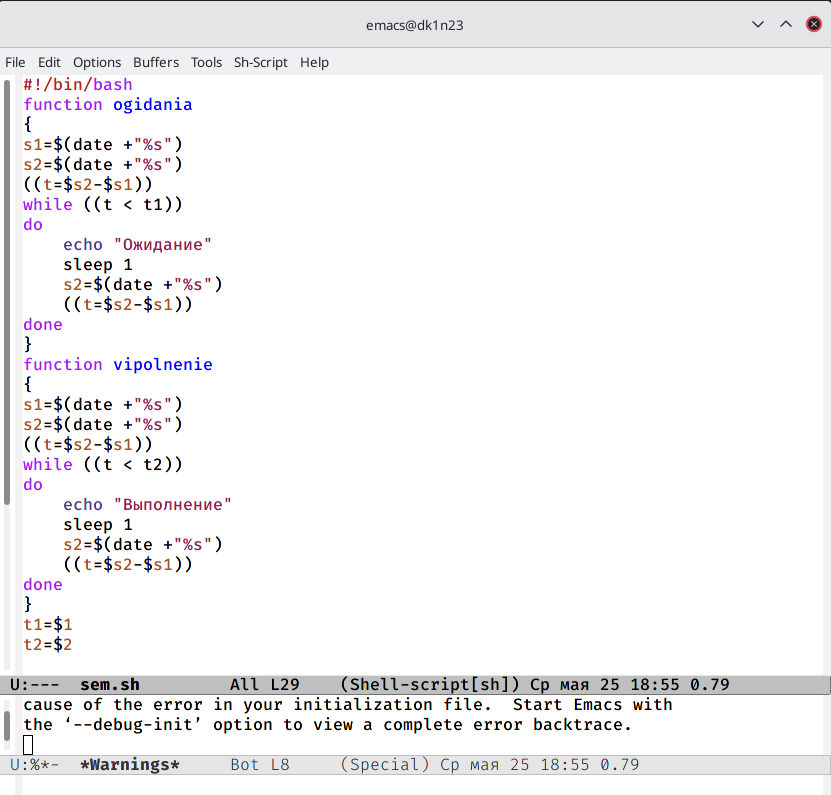 emacs@dk1n23
File Edit Options Buffers Tools Sh-Script Help
#!/bin/bash
function ogidania
{
s1=$(date +"%s")
s2=$(date +"%s")
((t=$s2-$s1))
while ((t < t1))
do
    echo "Ожидание"
    sleep 1
    s2=$(date +"%s")
    ((t=$s2-$s1))
done
}
function vipolnenie
{
s1=$(date +"%s")
s2=$(date +"%s")
((t=$s2-$s1))
while ((t < t2))
do
    echo "Выполнение"
    sleep 1
    s2=$(date +"%s")
    ((t=$s2-$s1))
done
}
t1=$1
t2=$2
U:--- sem.sh All L29 (Shell-script[sh]) Ср мая 25 18:55 0.79
cause of the error in your initialization file.  Start Emacs with
the ‘--debug-init’ option to view a complete error backtrace.
U:%*- *Warnings* Bot L8 (Special) Ср мая 25 18:55 0.79